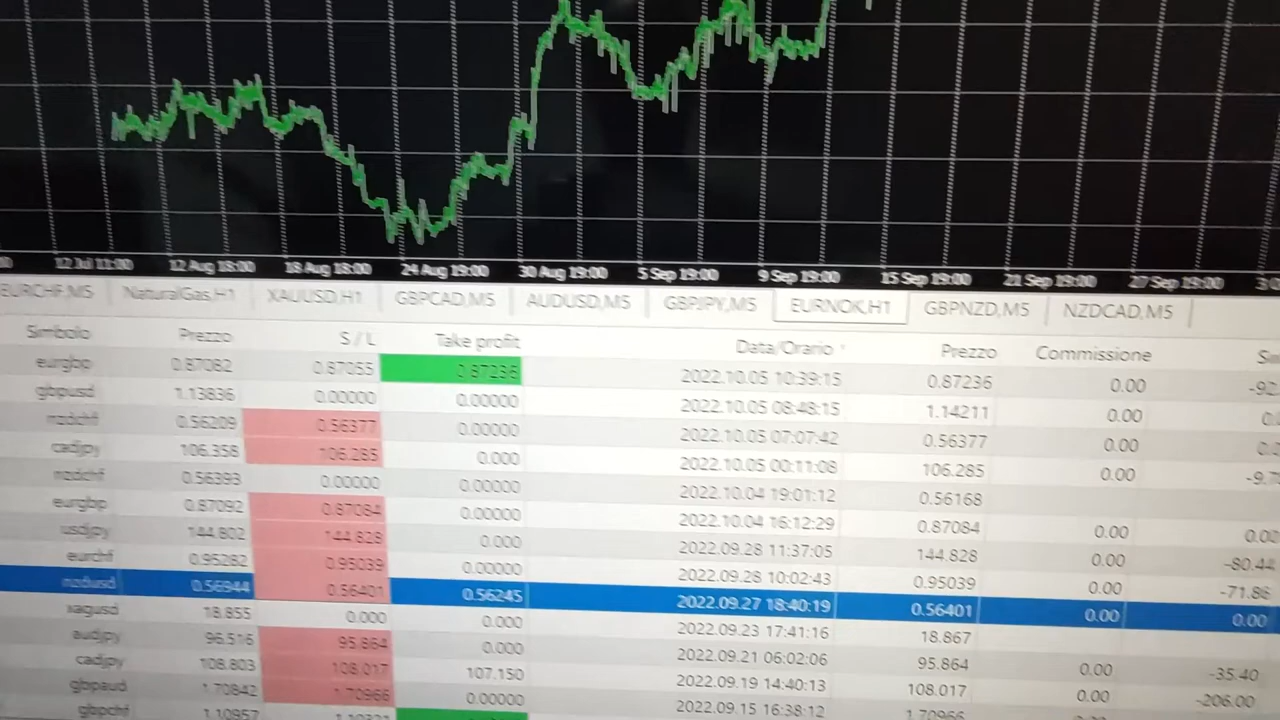 12 Jul 11:00 12 Aug 18:00 18 Aug 18:00 24 Aug 19:00 30 Aug 19:00 5 Sep 19:00 9 Sep 19:00 15 Sep 19:00 21 Sep 19:00 27 Sep 19:00
EURCHF,M5 NaturalGas,H1 XAUUSD,H1 GBPCAD,M5 AUDUSD,M5 GBPJPY,M5 EURNOK,H1 GBPNZD,M5 NZDCAD,M5
Simbolo Prezzo S / L Take profit Data/Orario Prezzo Commissione
eurgbp 0.87082 0.87055 0.87236 2022.10.05 10:39:15 0.87236 0.00 -92
gbpusd 1.13836 0.00000 0.00000 2022.10.05 08:48:15 1.14211 0.00
nzdchf 0.56209 0.56377 0.00000 2022.10.05 07:07:42 0.56377 0.00
cadjpy 106.358 106.285 0.000 2022.10.05 00:11:08 106.285 0.00 -9.7
nzdchf 0.56393 0.00000 0.00000 2022.10.04 19:01:12 0.56168
eurgbp 0.87092 0.87084 0.00000 2022.10.04 16:12:29 0.87084 0.00 0.02
usdjpy 144.802 144.828 0.000 2022.09.28 11:37:05 144.828 0.00 -80.44
eurchf 0.95282 0.95039 0.00000 2022.09.28 10:02:43 0.95039 0.00 -71.86
nzdusd 0.56944 0.56401 0.56245 2022.09.27 18:40:19 0.56401 0.00 0.00
xagusd 18.855 0.000 0.000 2022.09.23 17:41:16 18.867
audjpy 96.516 95.864 0.000 2022.09.21 06:02:06 95.864 0.00 -35.40
cadjpy 108.803 108.017 107.150 2022.09.19 14:40:13 108.017 0.00 -206.00
gbpaud 1.70842 1.70966 0.00000 2022.09.15 16:38:12 1.70966
gbpchf 1.10957